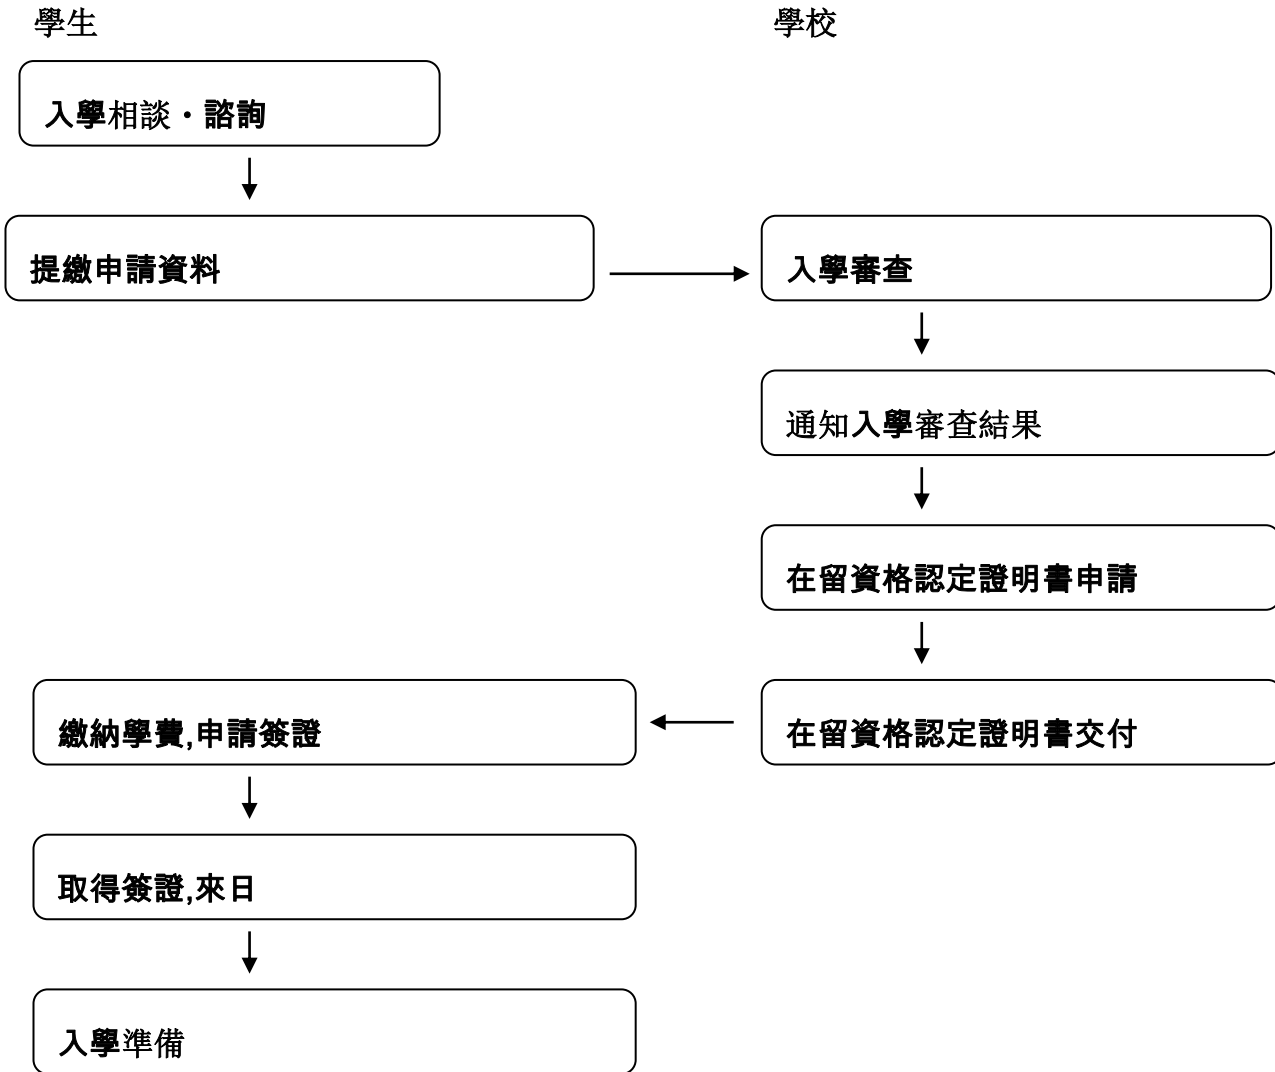 學生
學校
入學相談・諮詢
提繳申請資料
入學審查
通知入學審查結果
在留資格認定證明書申請
繳納學費,申請簽證
在留資格認定證明書交付
取得簽證,來日
入學準備